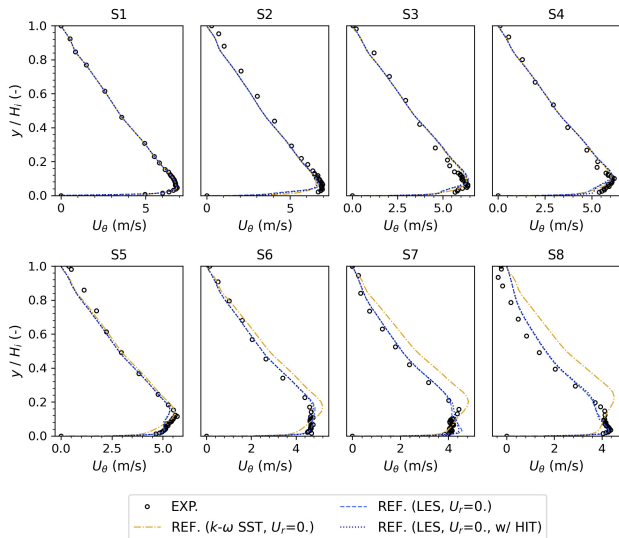 S1 S2 S3 S4
1.0
0.8
0.6
0.4
0.2
0.0
y / H_i (-)
0 5 0 5 0.0 2.5 5.0 0.0 2.5 5.0
U_θ (m/s) U_θ (m/s) U_θ (m/s) U_θ (m/s)
S5 S6 S7 S8
1.0
0.8
0.6
0.4
0.2
0.0
y / H_i (-)
0.0 2.5 5.0 0 2 4 0 2 4 0 2 4
U_θ (m/s) U_θ (m/s) U_θ (m/s) U_θ (m/s)
EXP. REF. (LES, U_r=0.)
REF. (k-ω SST, U_r=0.) REF. (LES, U_r=0., w/ HIT)